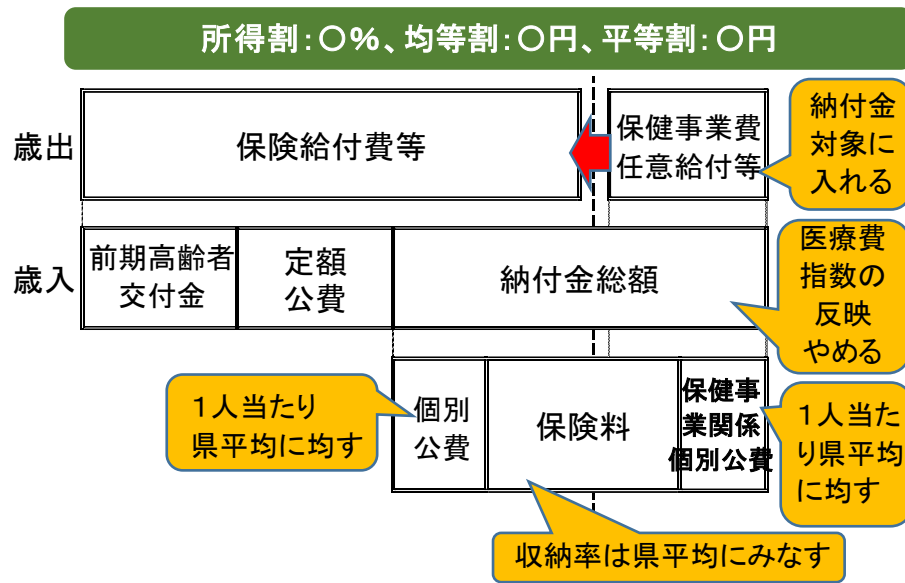 所得割:○%、均等割:○円、平等割:○円
歳出
保険給付費等
保健事業費
任意給付等
納付金
対象に
入れる
歳入
前期高齢者
交付金
定額
公費
納付金総額
医療費
指数の
反映
やめる
1人当たり
県平均に均す
個別
公費
保険料
保健事
業関係
個別公費
1人当た
り県平均
に均す
収納率は県平均にみなす